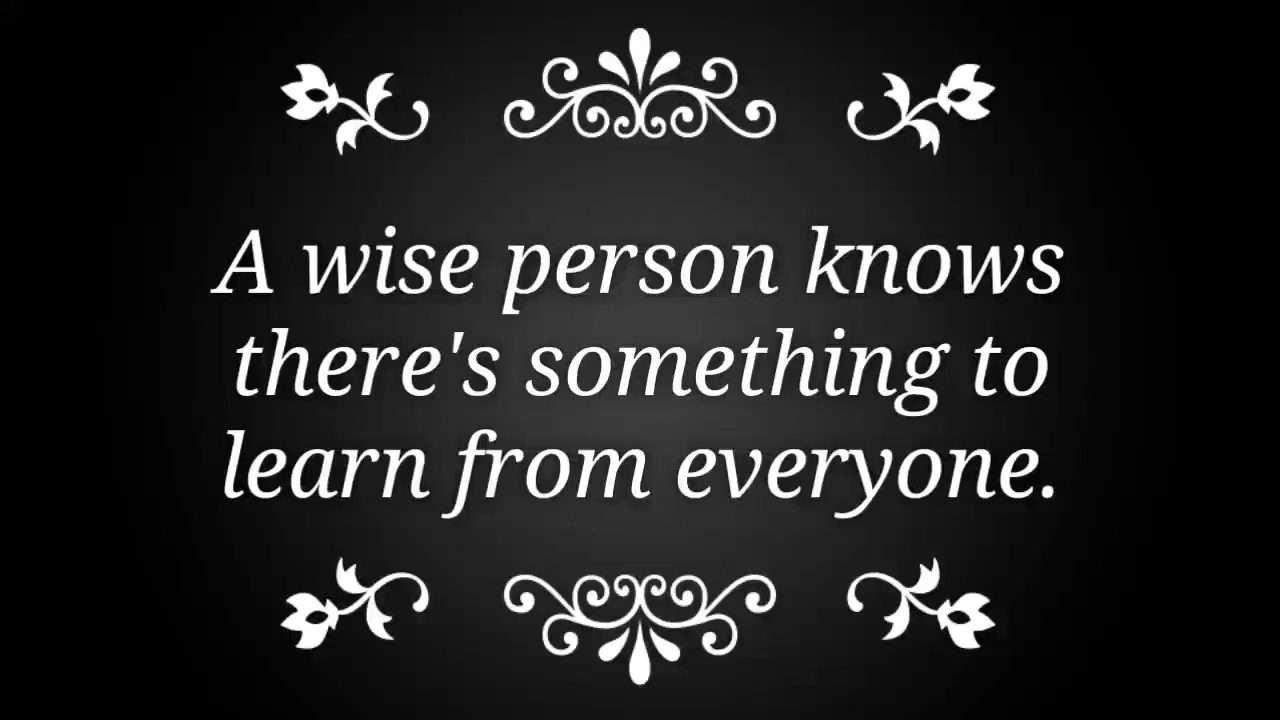 A wise person knows
there's something to
learn from everyone.